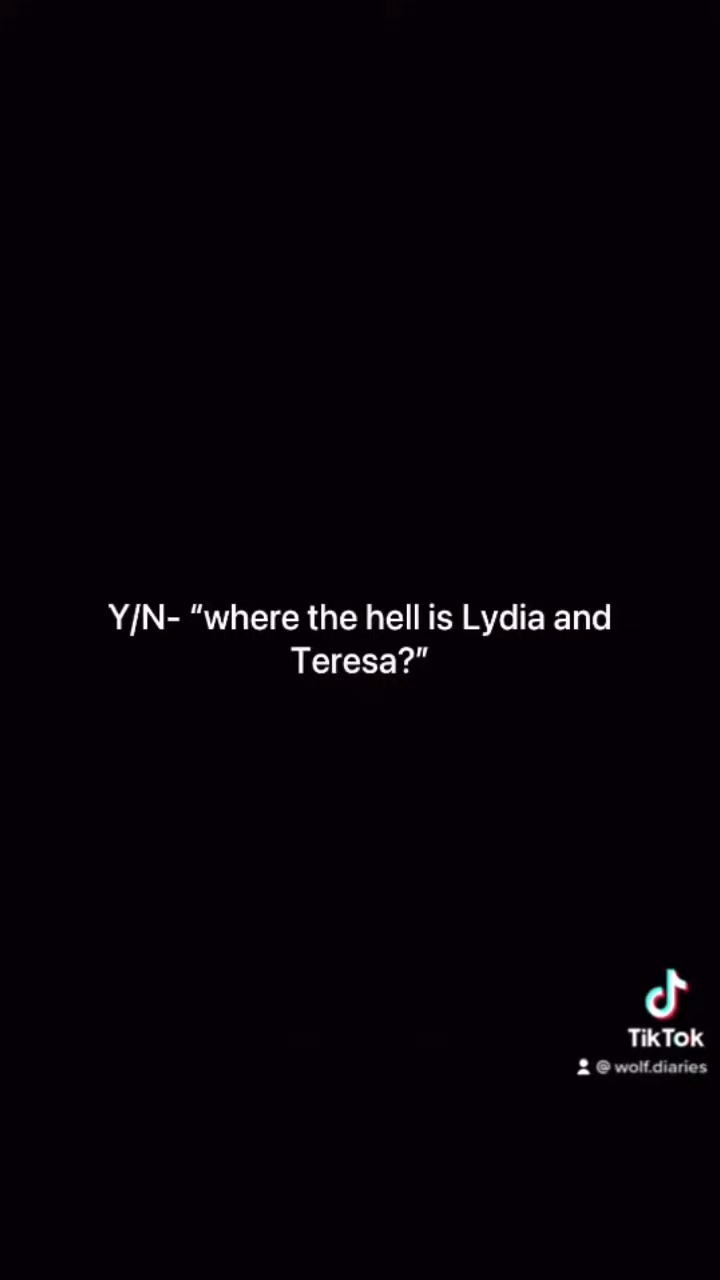 Y/N- “where the hell is Lydia and
Teresa?”
TikTok
@ wolf.diaries